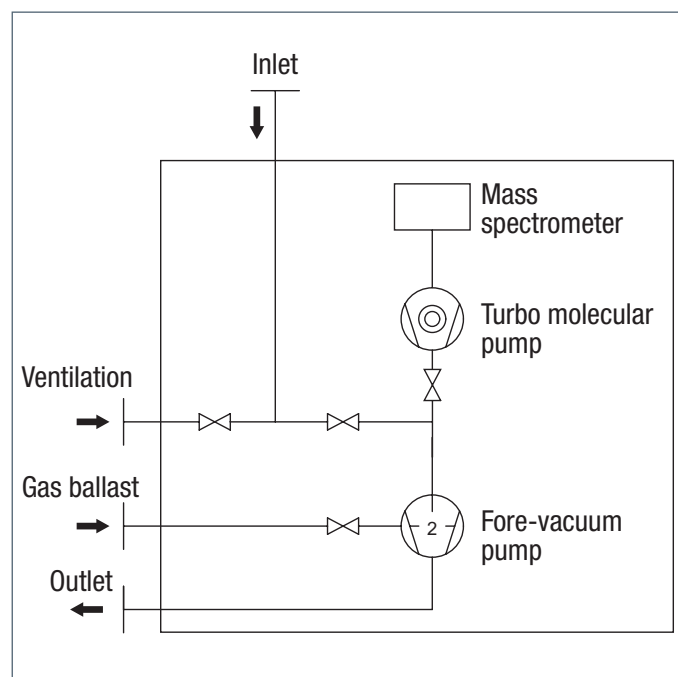 Inlet
Mass
spectrometer
Turbo molecular
pump
Ventilation
Gas ballast
2
Fore-vacuum
pump
Outlet